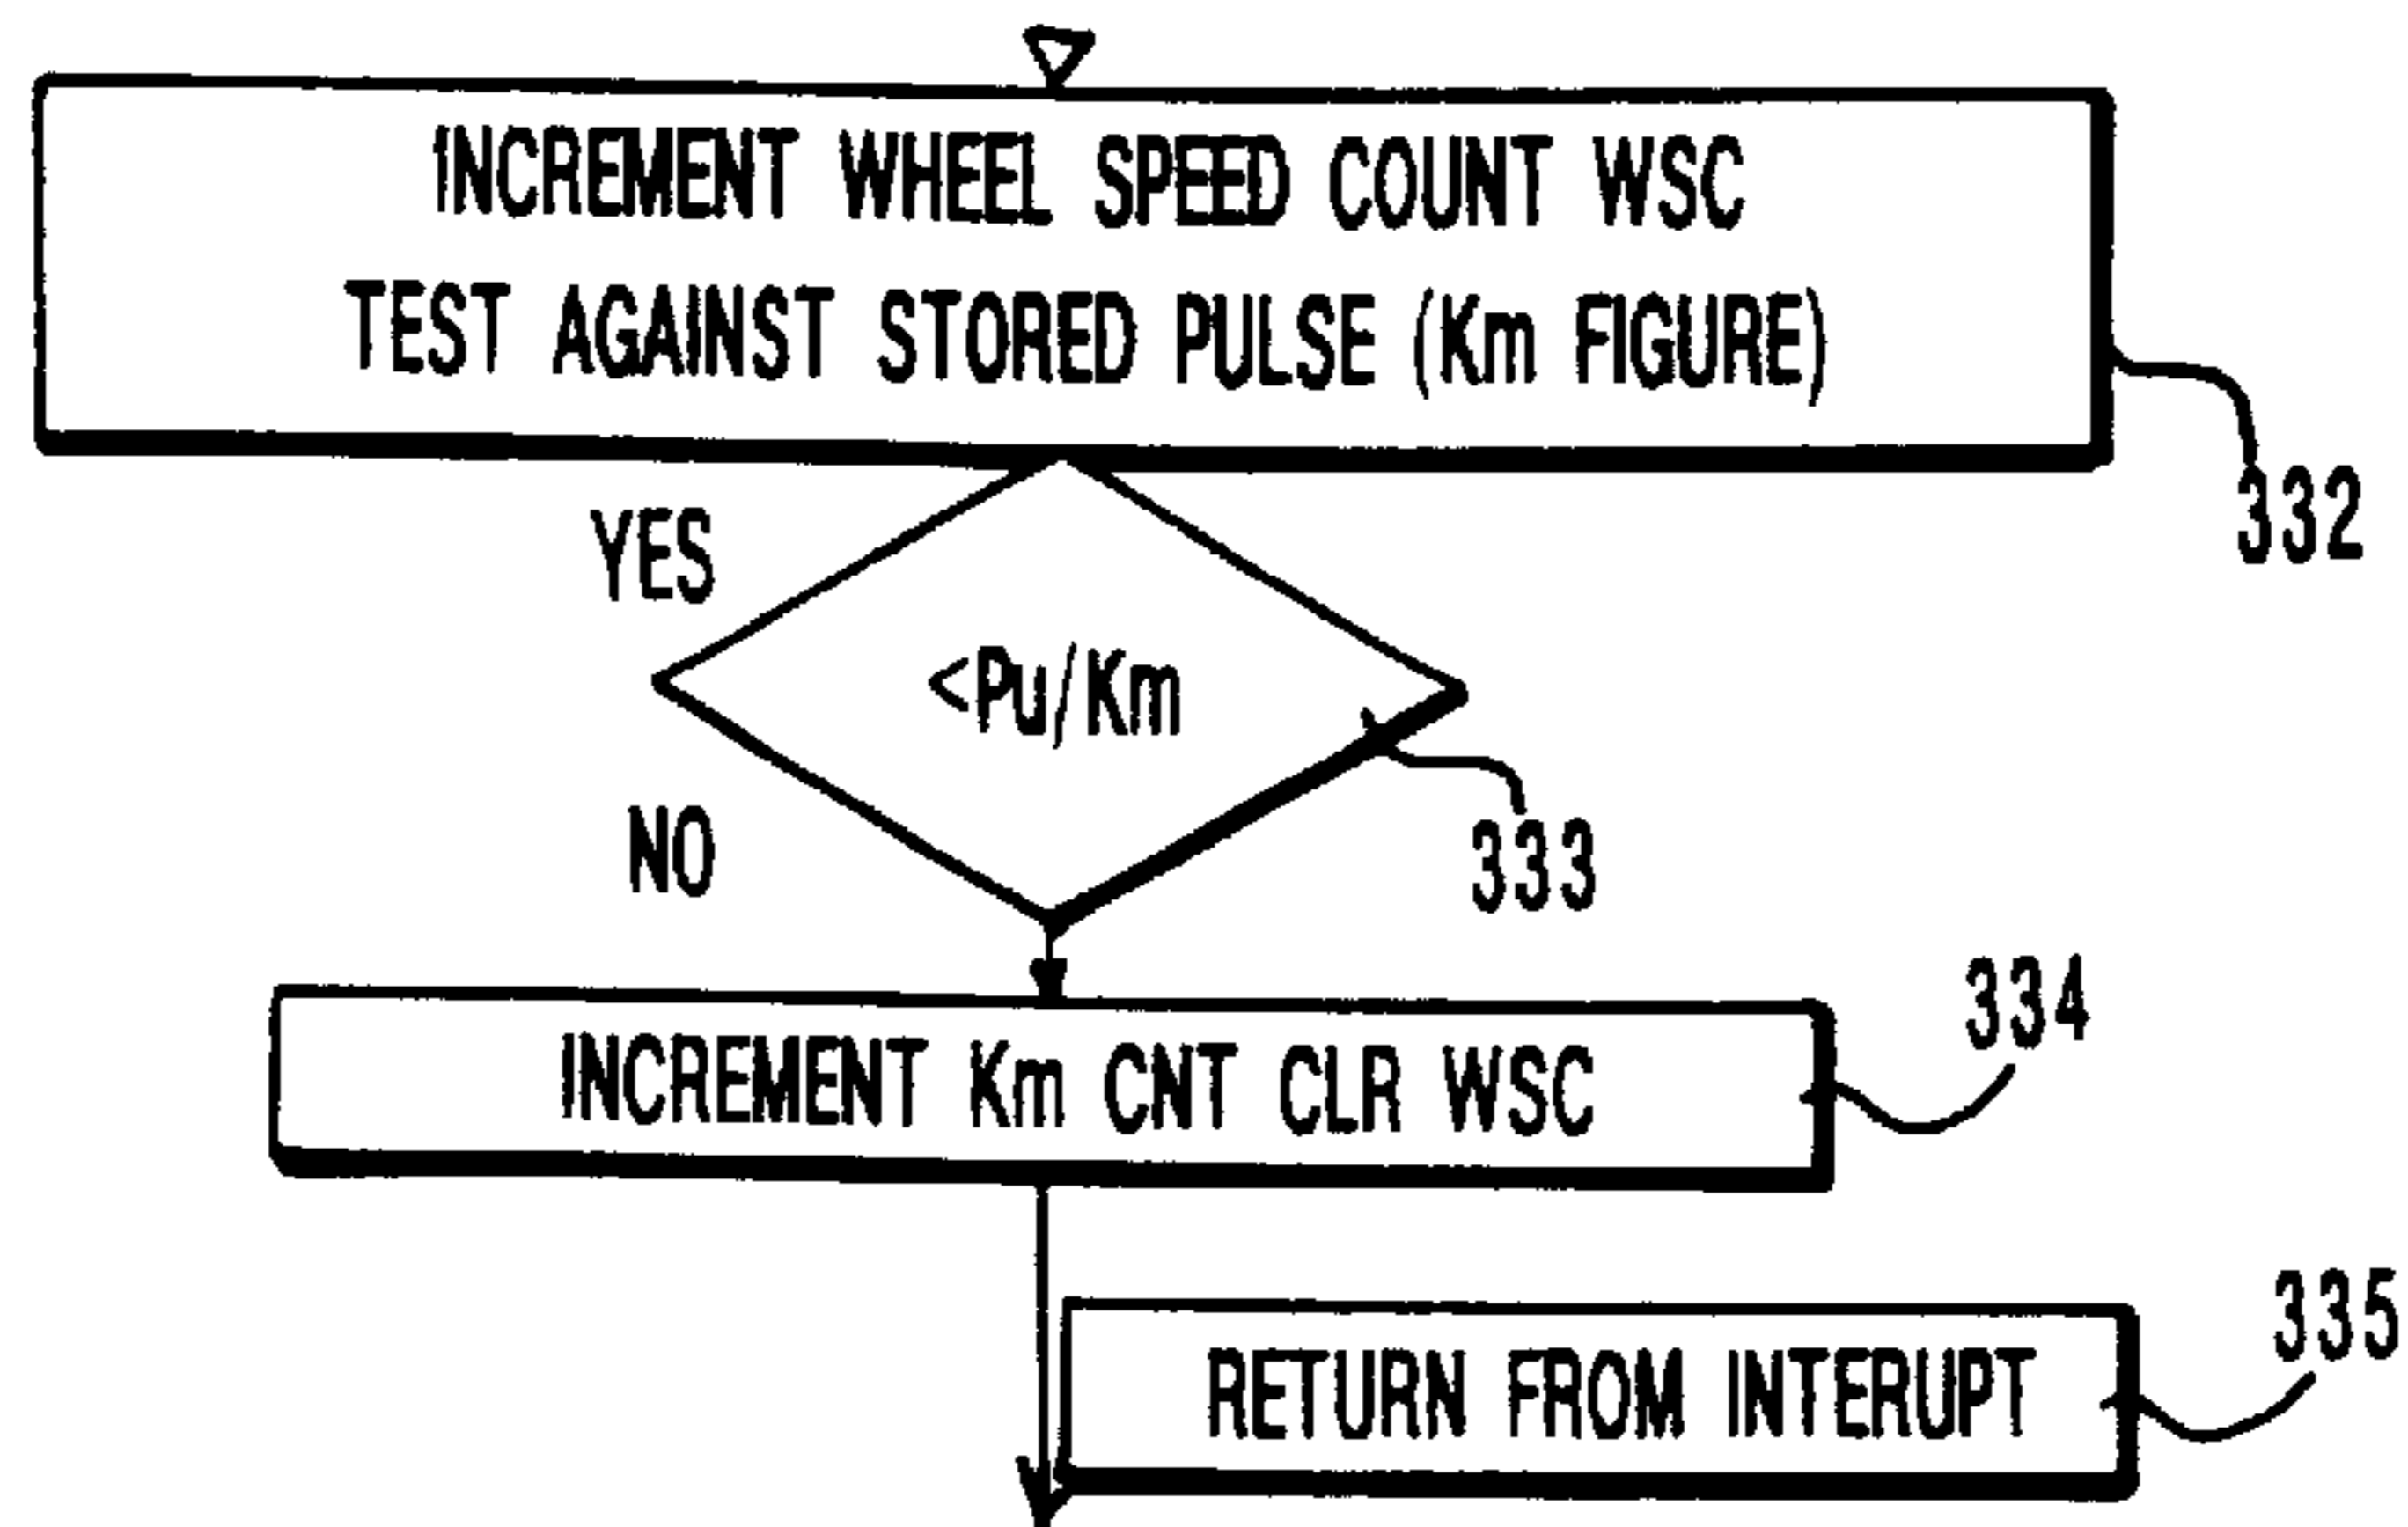 INCREMENT WHEEL SPEED COUNT WSC
TEST AGAINST STORED PULSE (Km FIGURE)
332
YES
<Pu/Km
NO
333
334
INCREMENT Km CNT CLR WSC
335
RETURN FROM INTERUPT